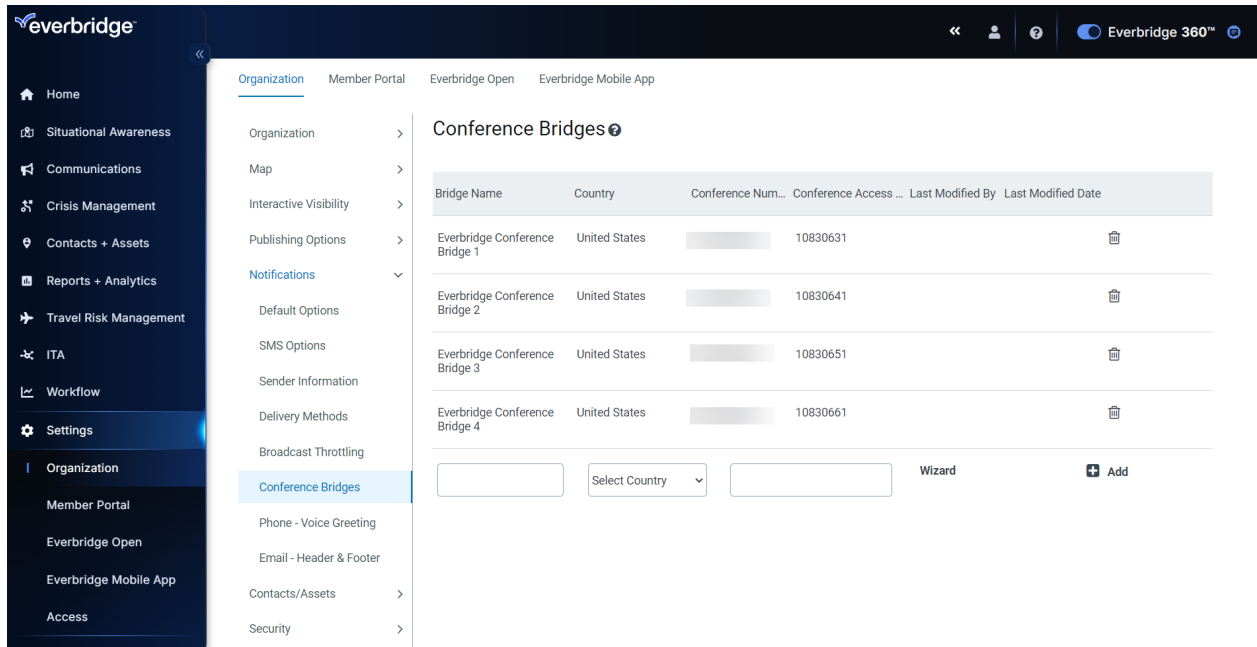 everbridge™
Everbridge 360™
Home
Situational Awareness
Communications
Crisis Management
Contacts + Assets
Reports + Analytics
Travel Risk Management
ITA
Workflow
Settings
Organization
Member Portal
Everbridge Open
Everbridge Mobile App
Access
Organization Member Portal Everbridge Open Everbridge Mobile App
Organization
Map
Interactive Visibility
Publishing Options
Notifications
Default Options
SMS Options
Sender Information
Delivery Methods
Broadcast Throttling
Conference Bridges
Phone - Voice Greeting
Email - Header & Footer
Contacts/Assets
Security
Conference Bridges
Bridge Name Country Conference Num... Conference Access ... Last Modified By Last Modified Date
Everbridge Conference United States 10830631
Bridge 1
Everbridge Conference United States 10830641
Bridge 2
Everbridge Conference United States 10830651
Bridge 3
Everbridge Conference United States 10830661
Bridge 4
Select Country Wizard Add